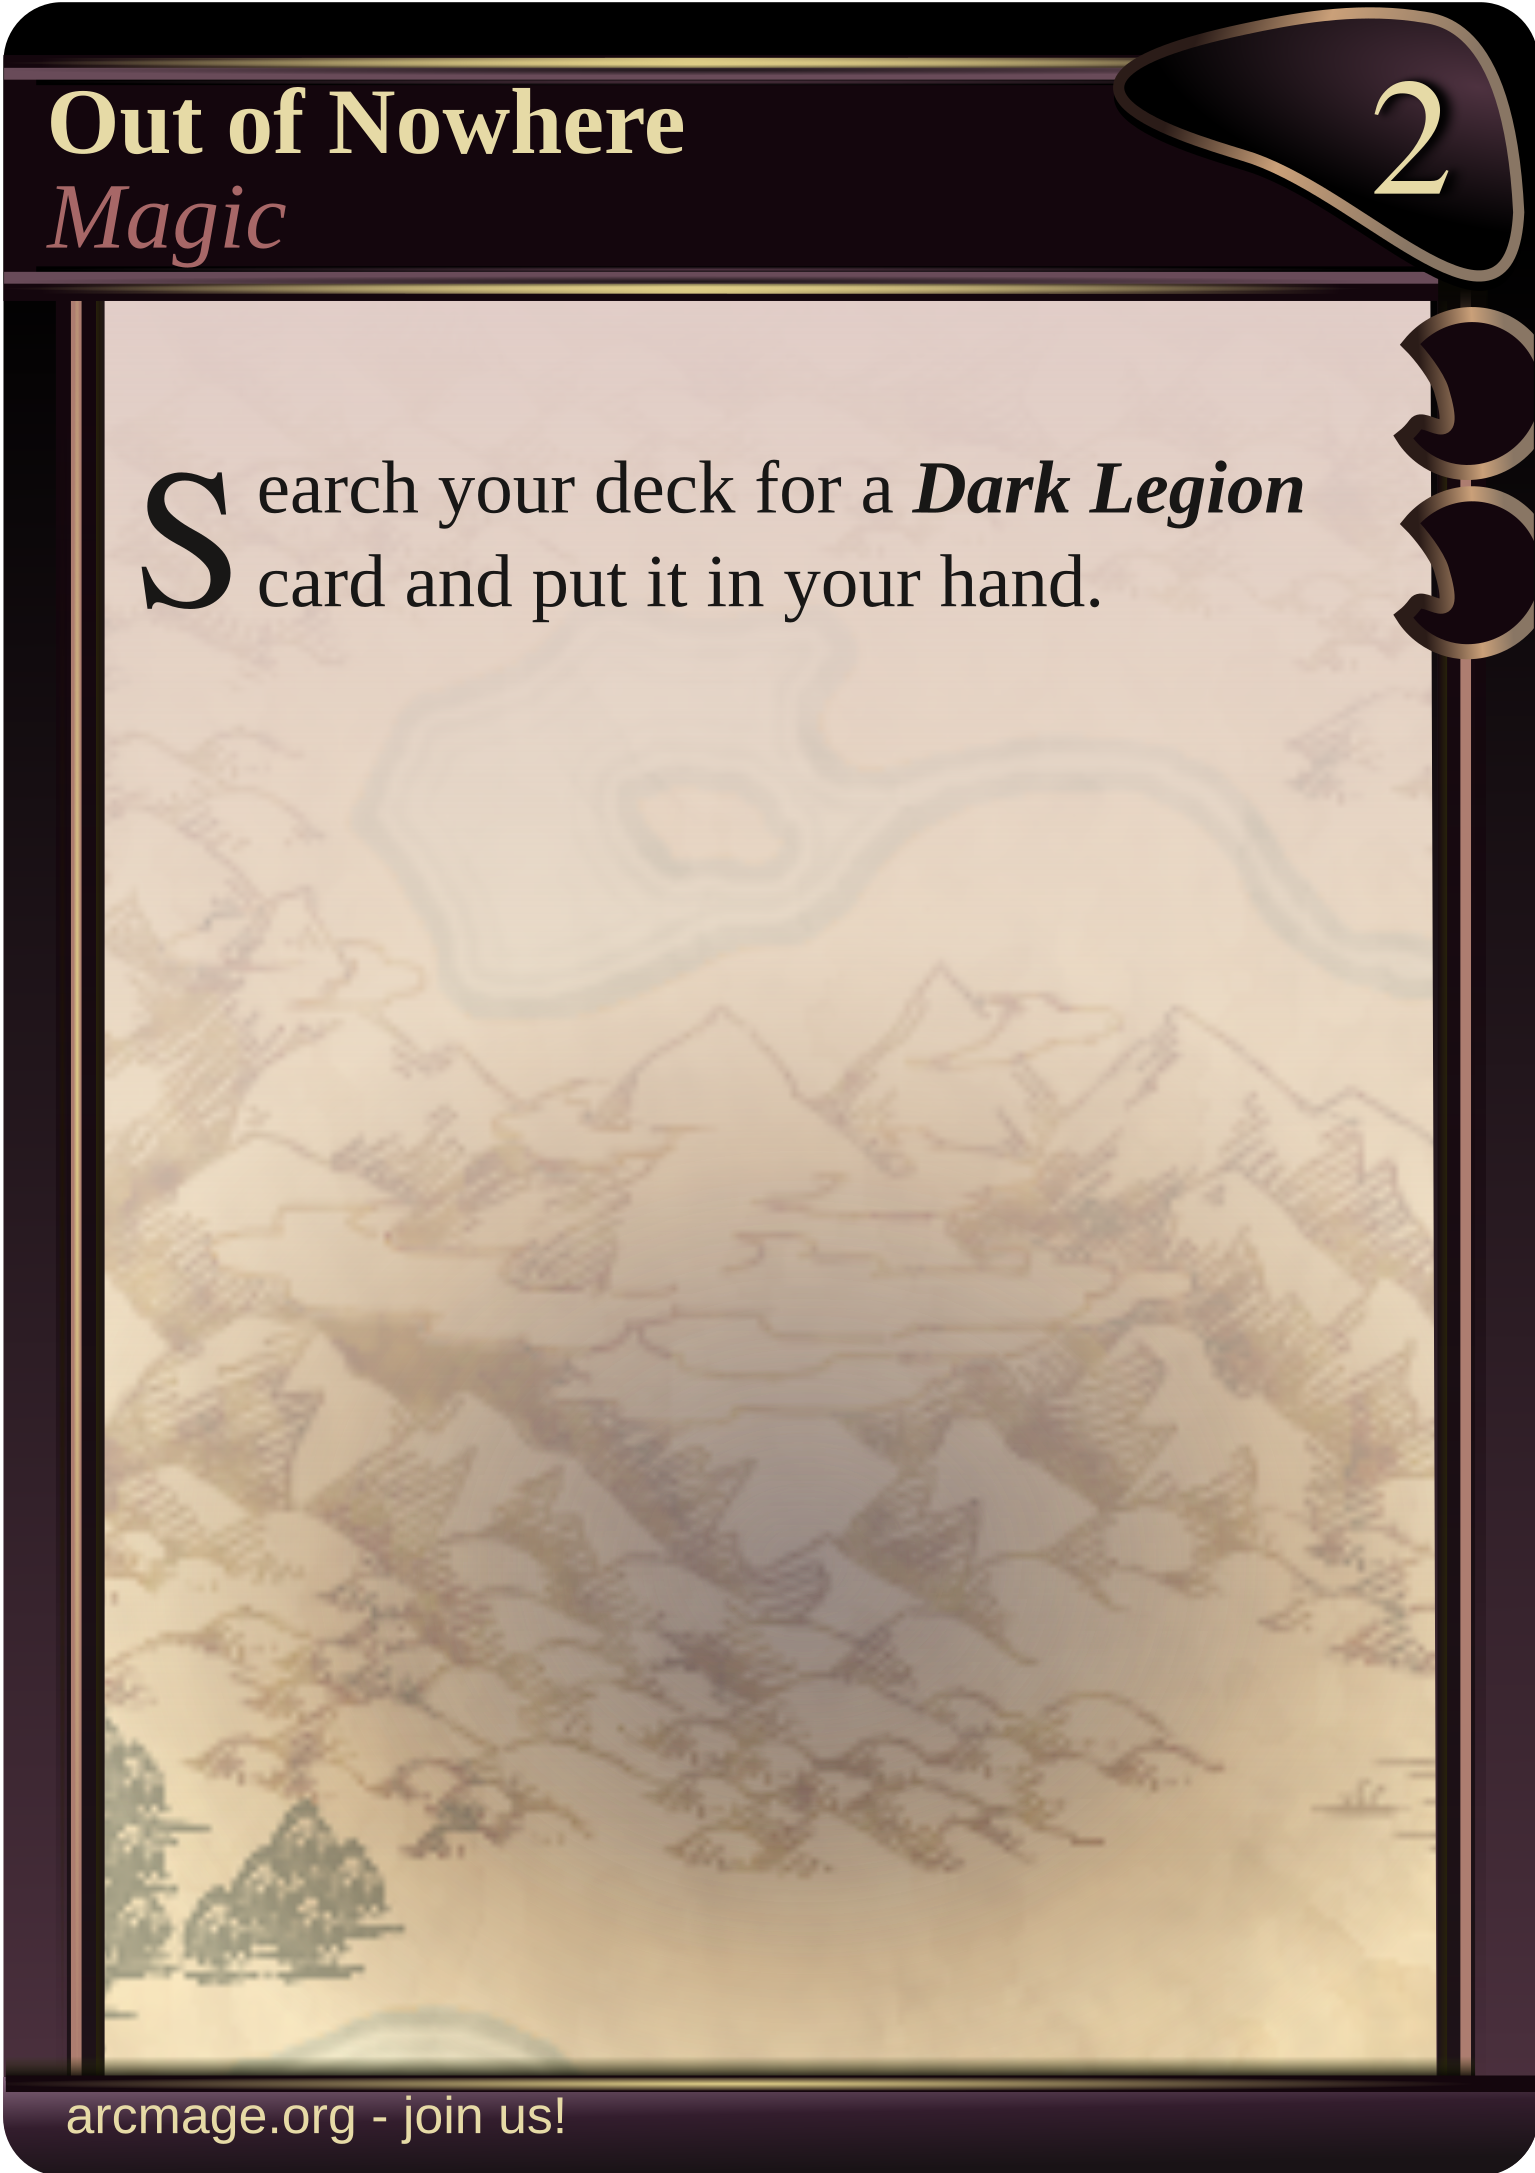 Out of Nowhere
2
Magic
Search your deck for a Dark Legion
card and put it in your hand.
arcmage.org - join us!